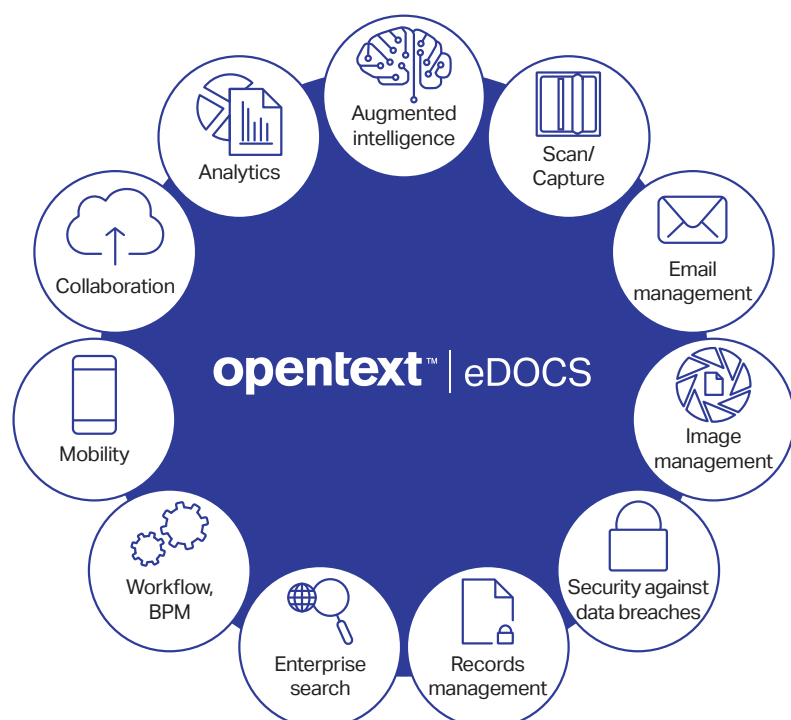 Augmented
intelligence
Scan/
Capture
Email
management
Image
management
Security against
data breaches
Records
management
Enterprise
search
Workflow,
BPM
Mobility
Collaboration
Analytics
opentext™ | eDOCS